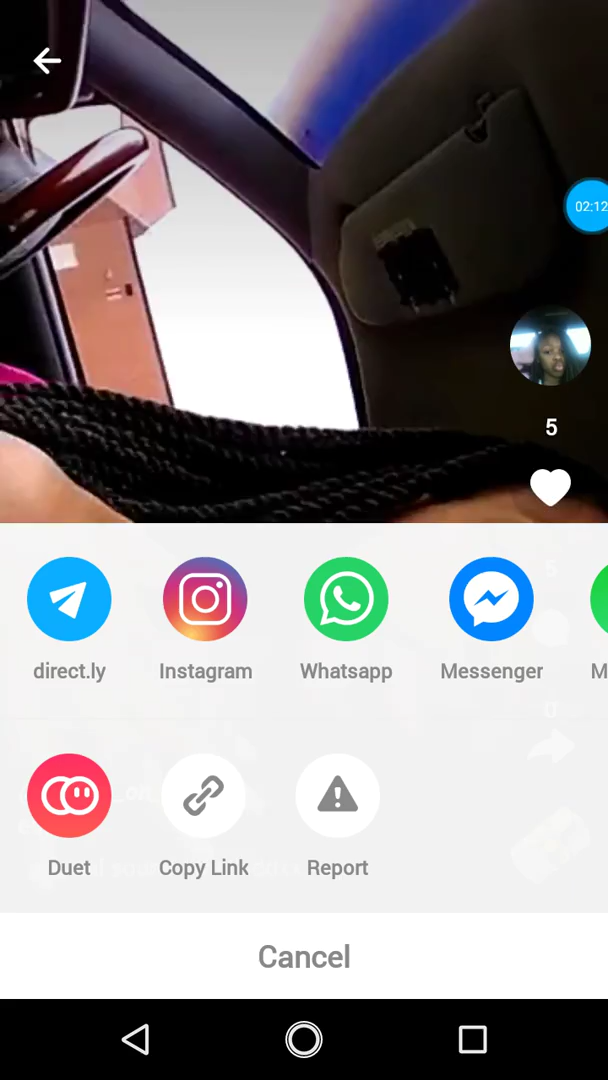 02:12
5
direct.ly
Instagram
Whatsapp
Messenger
M
Duet
Copy Link
Report
Cancel